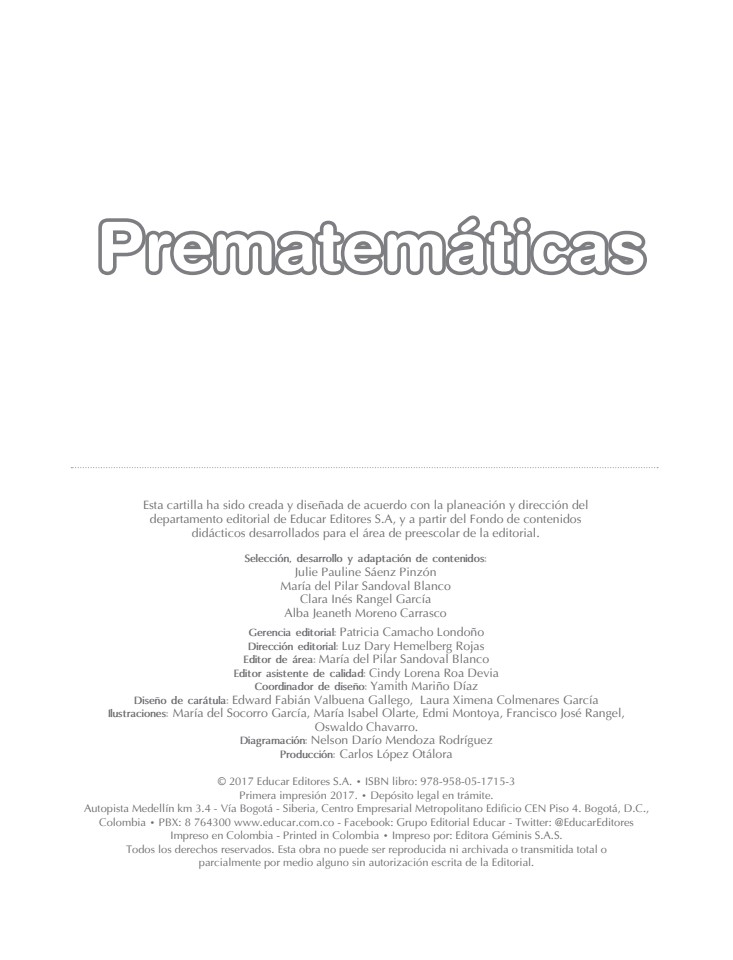 Prematemáticas
Esta cartilla ha sido creada y diseñada de acuerdo con la planeación y dirección del
departamento editorial de Educar Editores S.A, y a partir del Fondo de contenidos
didácticos desarrollados para el área de preescolar de la editorial.
Selección, desarrollo y adaptación de contenidos:
Julie Pauline Sáenz Pinzón
María del Pilar Sandoval Blanco
Clara Inés Rangel García
Alba Jeaneth Moreno Carrasco
Gerencia editorial: Patricia Camacho Londoño
Dirección editorial: Luz Dary Hemelberg Rojas
Editor de área: María del Pilar Sandoval Blanco
Editor asistente de calidad: Cindy Lorena Roa Devia
Coordinador de diseño: Yamith Mariño Díaz
Diseño de carátula: Edward Fabián Valbuena Gallego, Laura Ximena Colmenares García
Ilustraciones: María del Socorro García, María Isabel Olarte, Edmi Montoya, Francisco José Rangel,
Oswaldo Chavarro.
Diagramación: Nelson Darío Mendoza Rodríguez
Producción: Carlos López Otálora
© 2017 Educar Editores S.A. • ISBN libro: 978-958-05-1715-3
Primera impresión 2017. • Depósito legal en trámite.
Autopista Medellín km 3.4 - Vía Bogotá - Siberia, Centro Empresarial Metropolitano Edificio CEN Piso 4. Bogotá, D.C.,
Colombia • PBX: 8 764300 www.educar.com.co - Facebook: Grupo Editorial Educar - Twitter: @EducarEditores
Impreso en Colombia - Printed in Colombia • Impreso por: Editora Géminis S.A.S.
Todos los derechos reservados. Esta obra no puede ser reproducida ni archivada o transmitida total o
parcialmente por medio alguno sin autorización escrita de la Editorial.